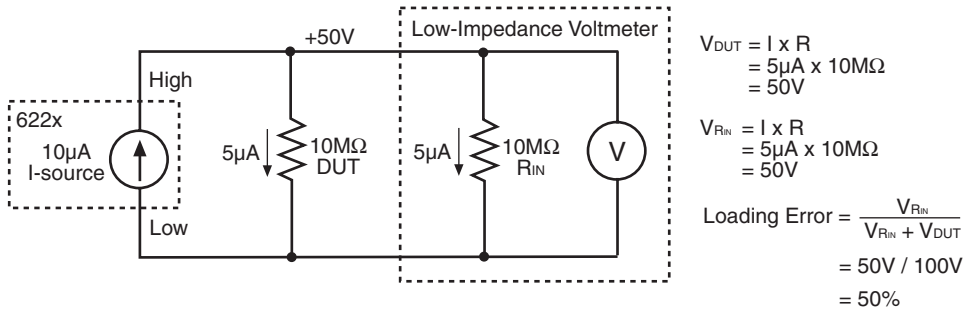 Low-Impedance Voltmeter
+50V
High
622x
10µA
I-source
Low
5µA
10MΩ
DUT
5µA
10MΩ
RIN
V
VDUT = I x R
= 5µA x 10MΩ
= 50V
VRIN = I x R
= 5µA x 10MΩ
= 50V
Loading Error = VRIN
VRIN + VDUT
= 50V / 100V
= 50%